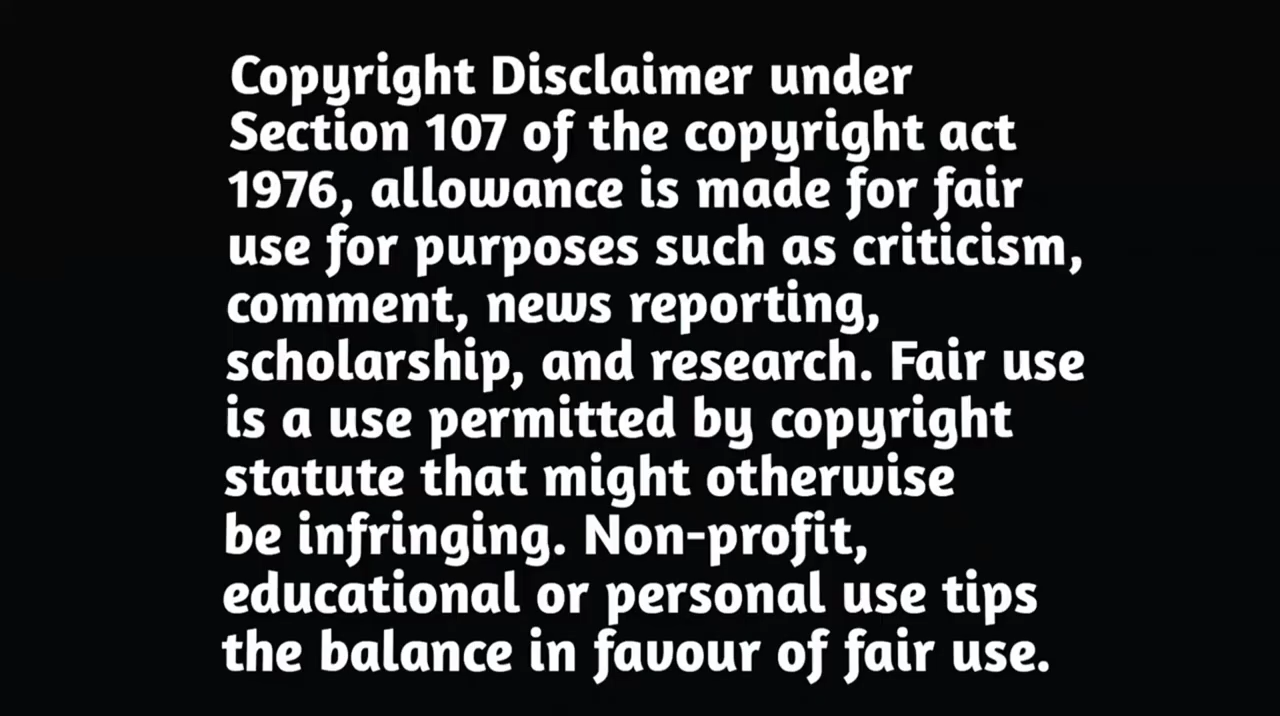 Copyright Disclaimer under
Section 107 of the copyright act
1976, allowance is made for fair
use for purposes such as criticism,
comment, news reporting,
scholarship, and research. Fair use
is a use permitted by copyright
statute that might otherwise
be infringing. Non-profit,
educational or personal use tips
the balance in favour of fair use.